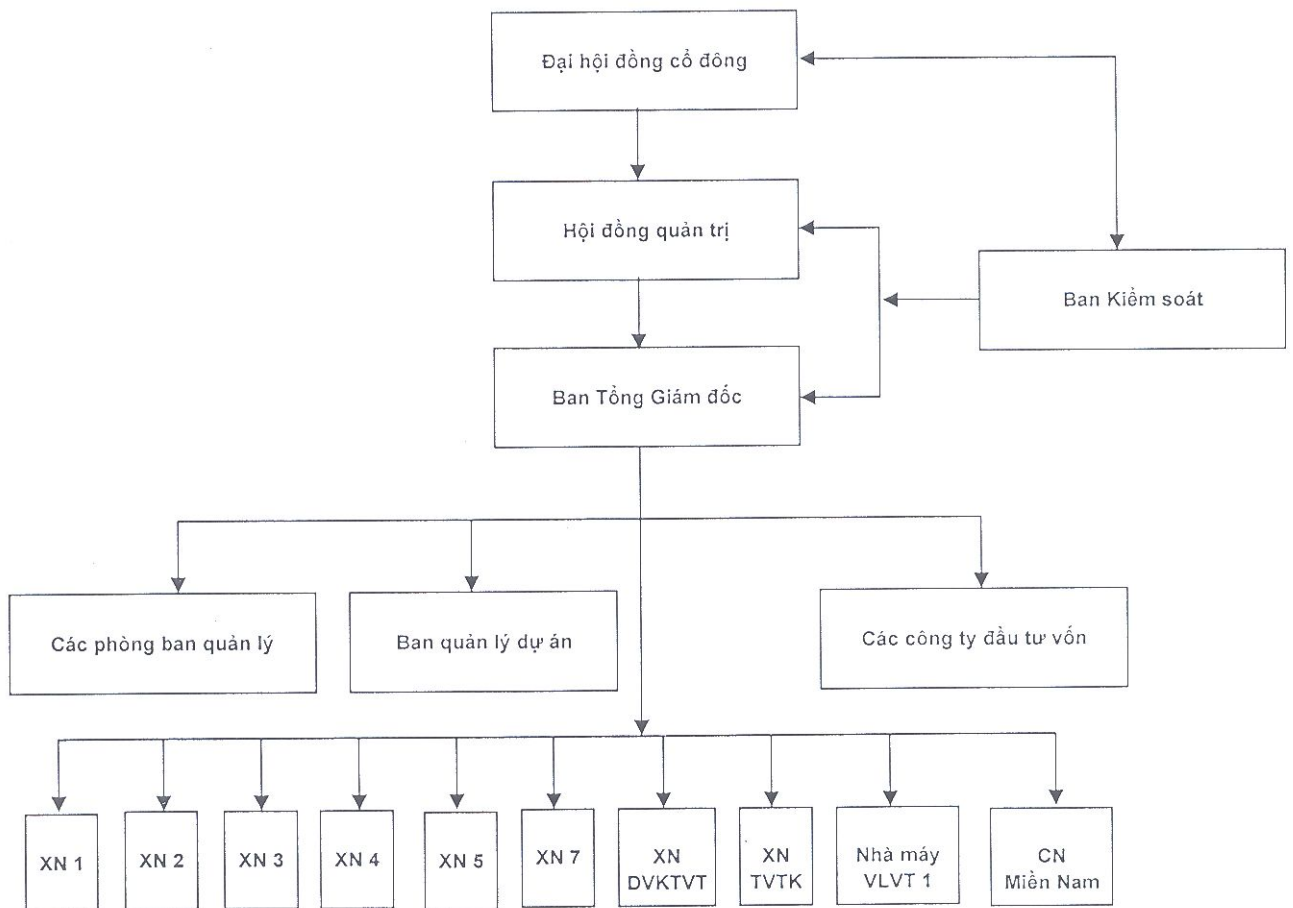 Đại hội đồng cổ đông
Hội đồng quản trị
Ban Kiểm soát
Ban Tổng Giám đốc
Các phòng ban quản lý
Ban quản lý dự án
Các công ty đầu tư vốn
XN 1
XN 2
XN 3
XN 4
XN 5
XN 7
XN
DVKTVT
XN
TVTK
Nhà máy
VLVT 1
CN
Miền Nam